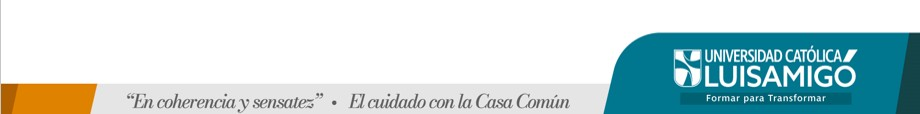 “En coherencia y sensatez” • El cuidado con la Casa Común
UNIVERSIDAD CATÓLICA
LUISAMIGÓ
Formar para Transformar